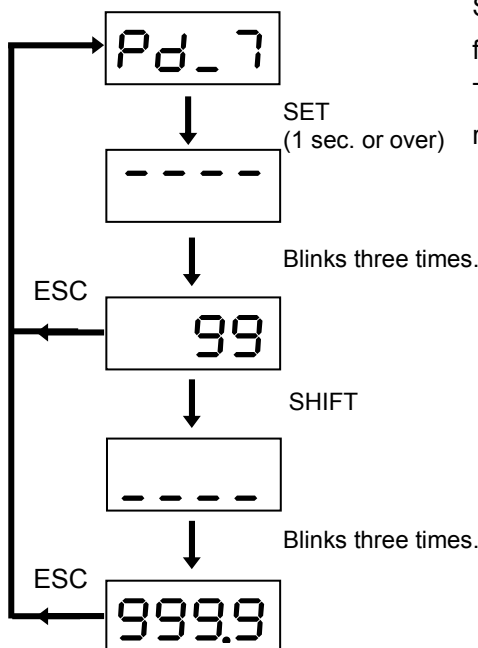 Pd_7
SET
(1 sec. or over)
- - - -
Blinks three times.
ESC
99
SHIFT
_ _ _ _
Blinks three times.
ESC
999.9